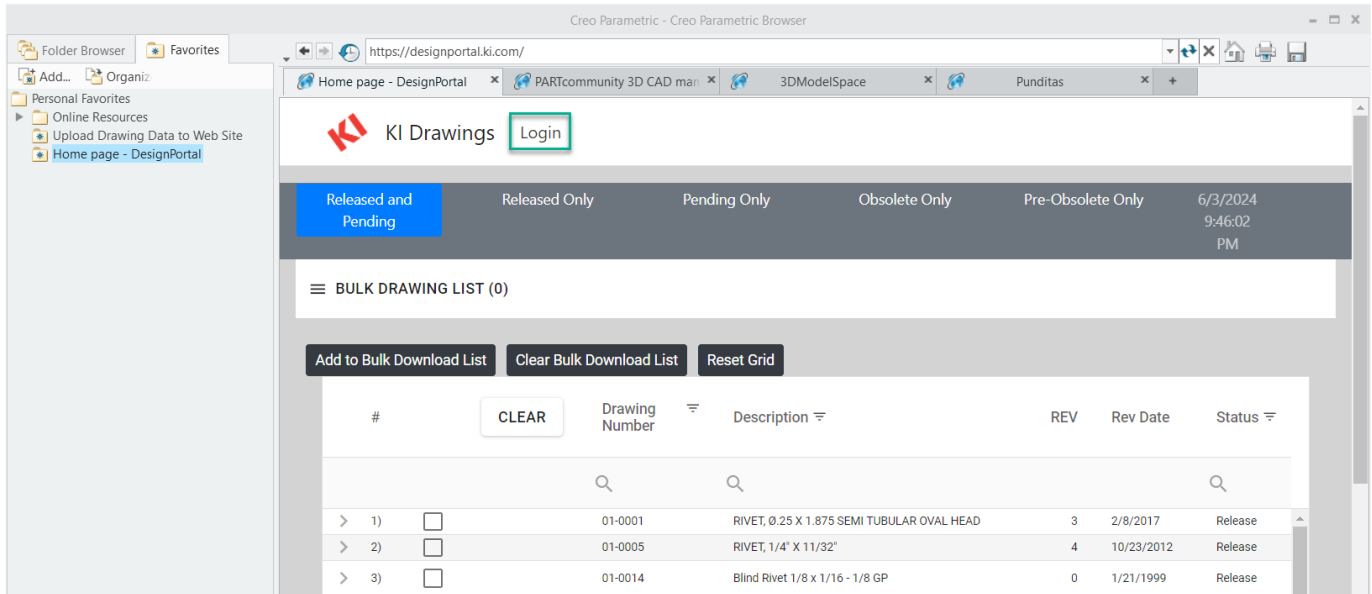 Creo Parametric - Creo Parametric Browser
Folder Browser
Favorites
https://designportal.ki.com/
Add...
Organiz
Home page - DesignPortal
PARTcommunity 3D CAD man
3DModelSpace
Punditas
+
Personal Favorites
Online Resources
Upload Drawing Data to Web Site
Home page - DesignPortal
KI
KI Drawings
Login
Released and
Pending
Released Only
Pending Only
Obsolete Only
Pre-Obsolete Only
6/3/2024
9:46:02
PM
BULK DRAWING LIST (0)
Add to Bulk Download List
Clear Bulk Download List
Reset Grid
#
CLEAR
Drawing
Number
Description
REV
Rev Date
Status
1) 01-0001 RIVET, Ø.25 X 1.875 SEMI TUBULAR OVAL HEAD 3 2/8/2017 Release
2) 01-0005 RIVET, 1/4" X 11/32" 4 10/23/2012 Release
3) 01-0014 Blind Rivet 1/8 x 1/16 - 1/8 GP 0 1/21/1999 Release